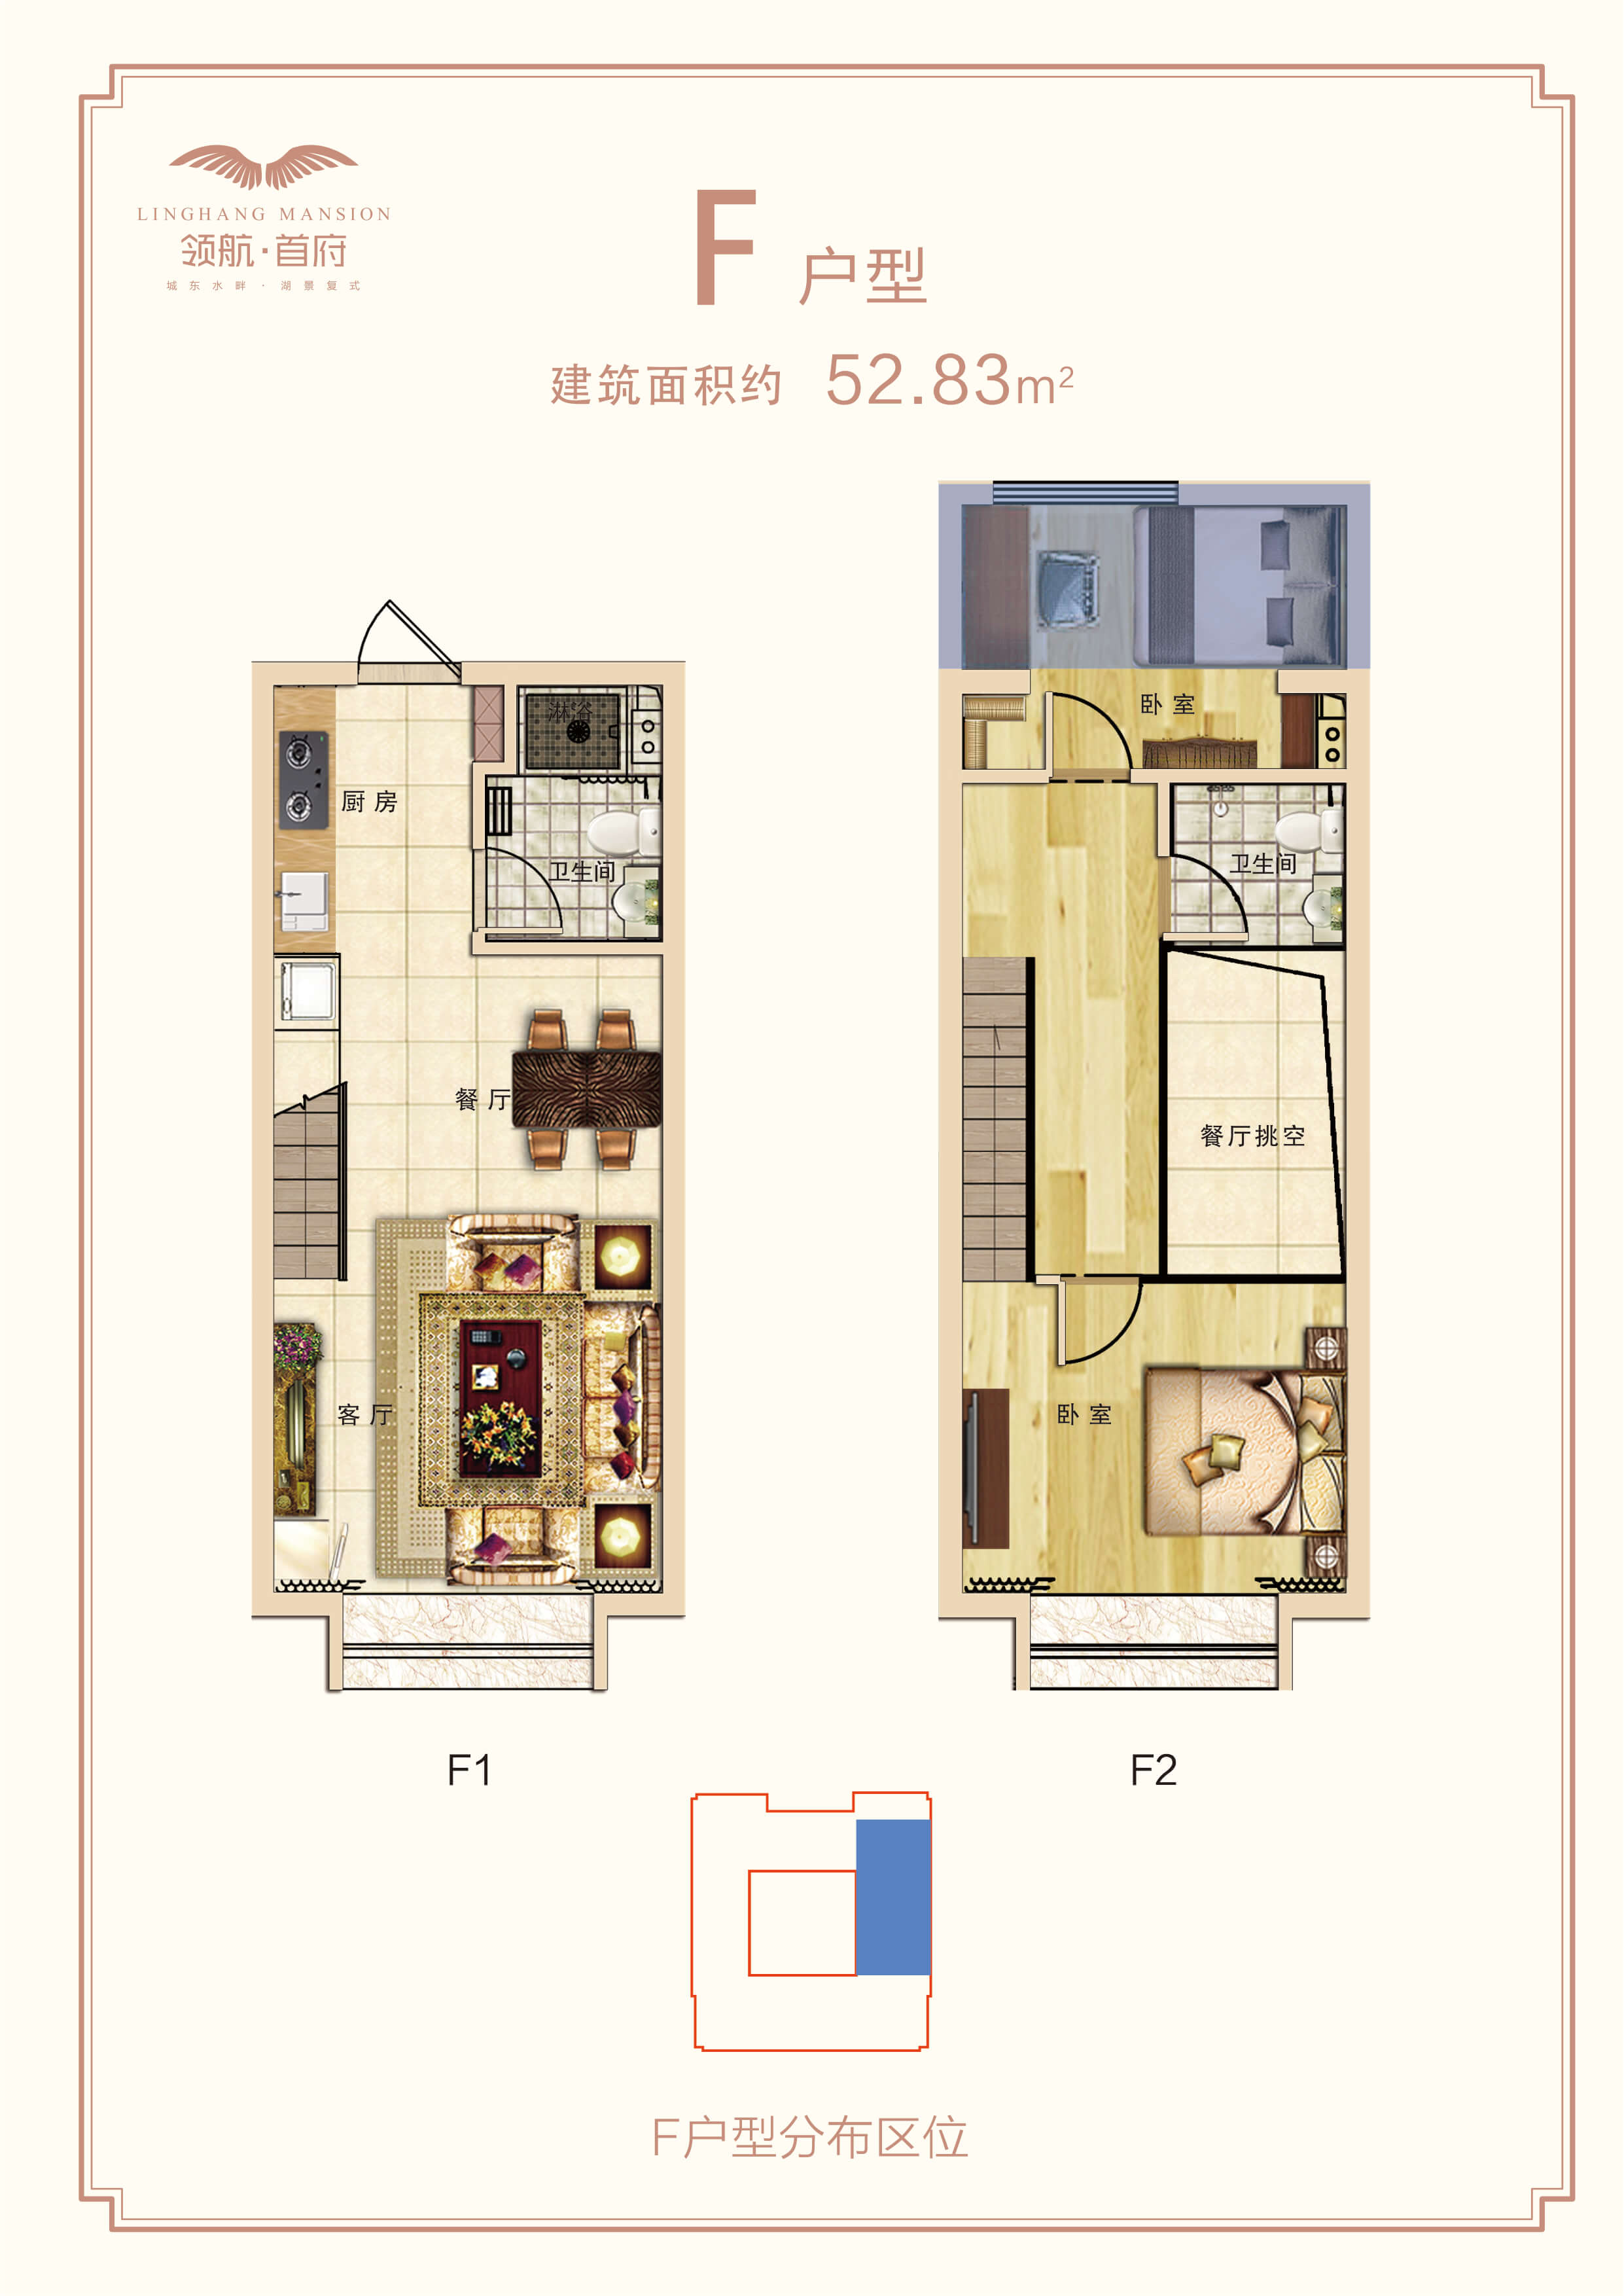 LINGHANG MANSION
领航·首府
城东水畔·湖景复式
F 户型
建筑面积约 52.83m²
淋浴
厨房
卫生间
餐厅
客厅
卧室
卫生间
餐厅挑空
卧室
F1
F2
F户型分布区位